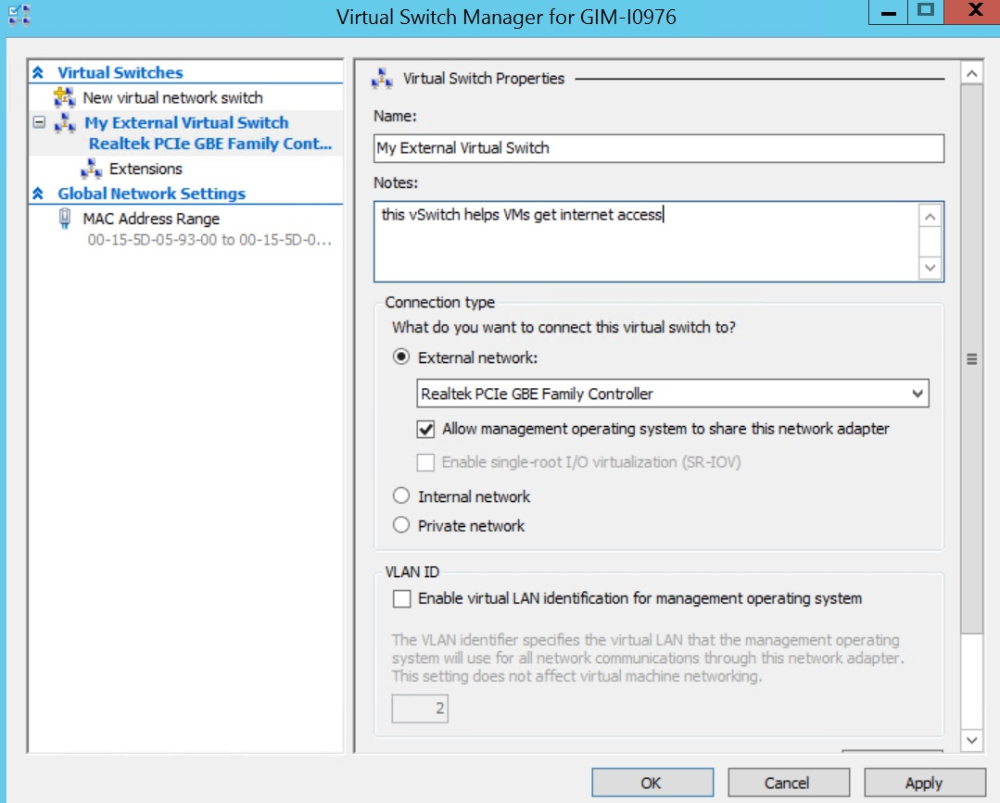 Virtual Switch Manager for GIM-I0976
Virtual Switches
New virtual network switch
My External Virtual Switch
Realtek PCIe GBE Family Cont...
Extensions
Global Network Settings
MAC Address Range
00-15-5D-05-93-00 to 00-15-5D-0...
Virtual Switch Properties
Name:
My External Virtual Switch
Notes:
this vSwitch helps VMs get internet access
Connection type
What do you want to connect this virtual switch to?
External network:
Realtek PCIe GBE Family Controller
Allow management operating system to share this network adapter
Enable single-root I/O virtualization (SR-IOV)
Internal network
Private network
VLAN ID
Enable virtual LAN identification for management operating system
The VLAN identifier specifies the virtual LAN that the management operating
system will use for all network communications through this network adapter.
This setting does not affect virtual machine networking.
2
OK
Cancel
Apply